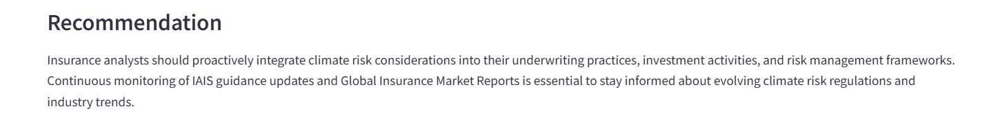 Recommendation
Insurance analysts should proactively integrate climate risk considerations into their underwriting practices, investment activities, and risk management frameworks.
Continuous monitoring of IAIS guidance updates and Global Insurance Market Reports is essential to stay informed about evolving climate risk regulations and
industry trends.